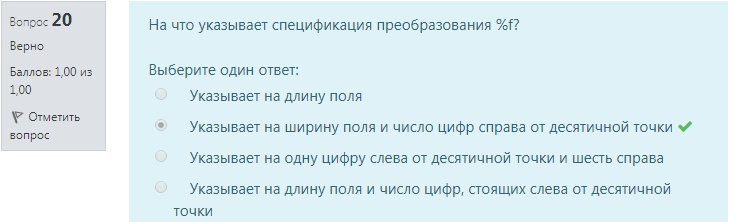 Вопрос 20
Верно
Баллов: 1,00 из
1,00
Отметить
вопрос
На что указывает спецификация преобразования %f?
Выберите один ответ:
Указывает на длину поля
Указывает на ширину поля и число цифр справа от десятичной точки
Указывает на одну цифру слева от десятичной точки и шесть справа
Указывает на длину поля и число цифр, стоящих слева от десятичной
точки